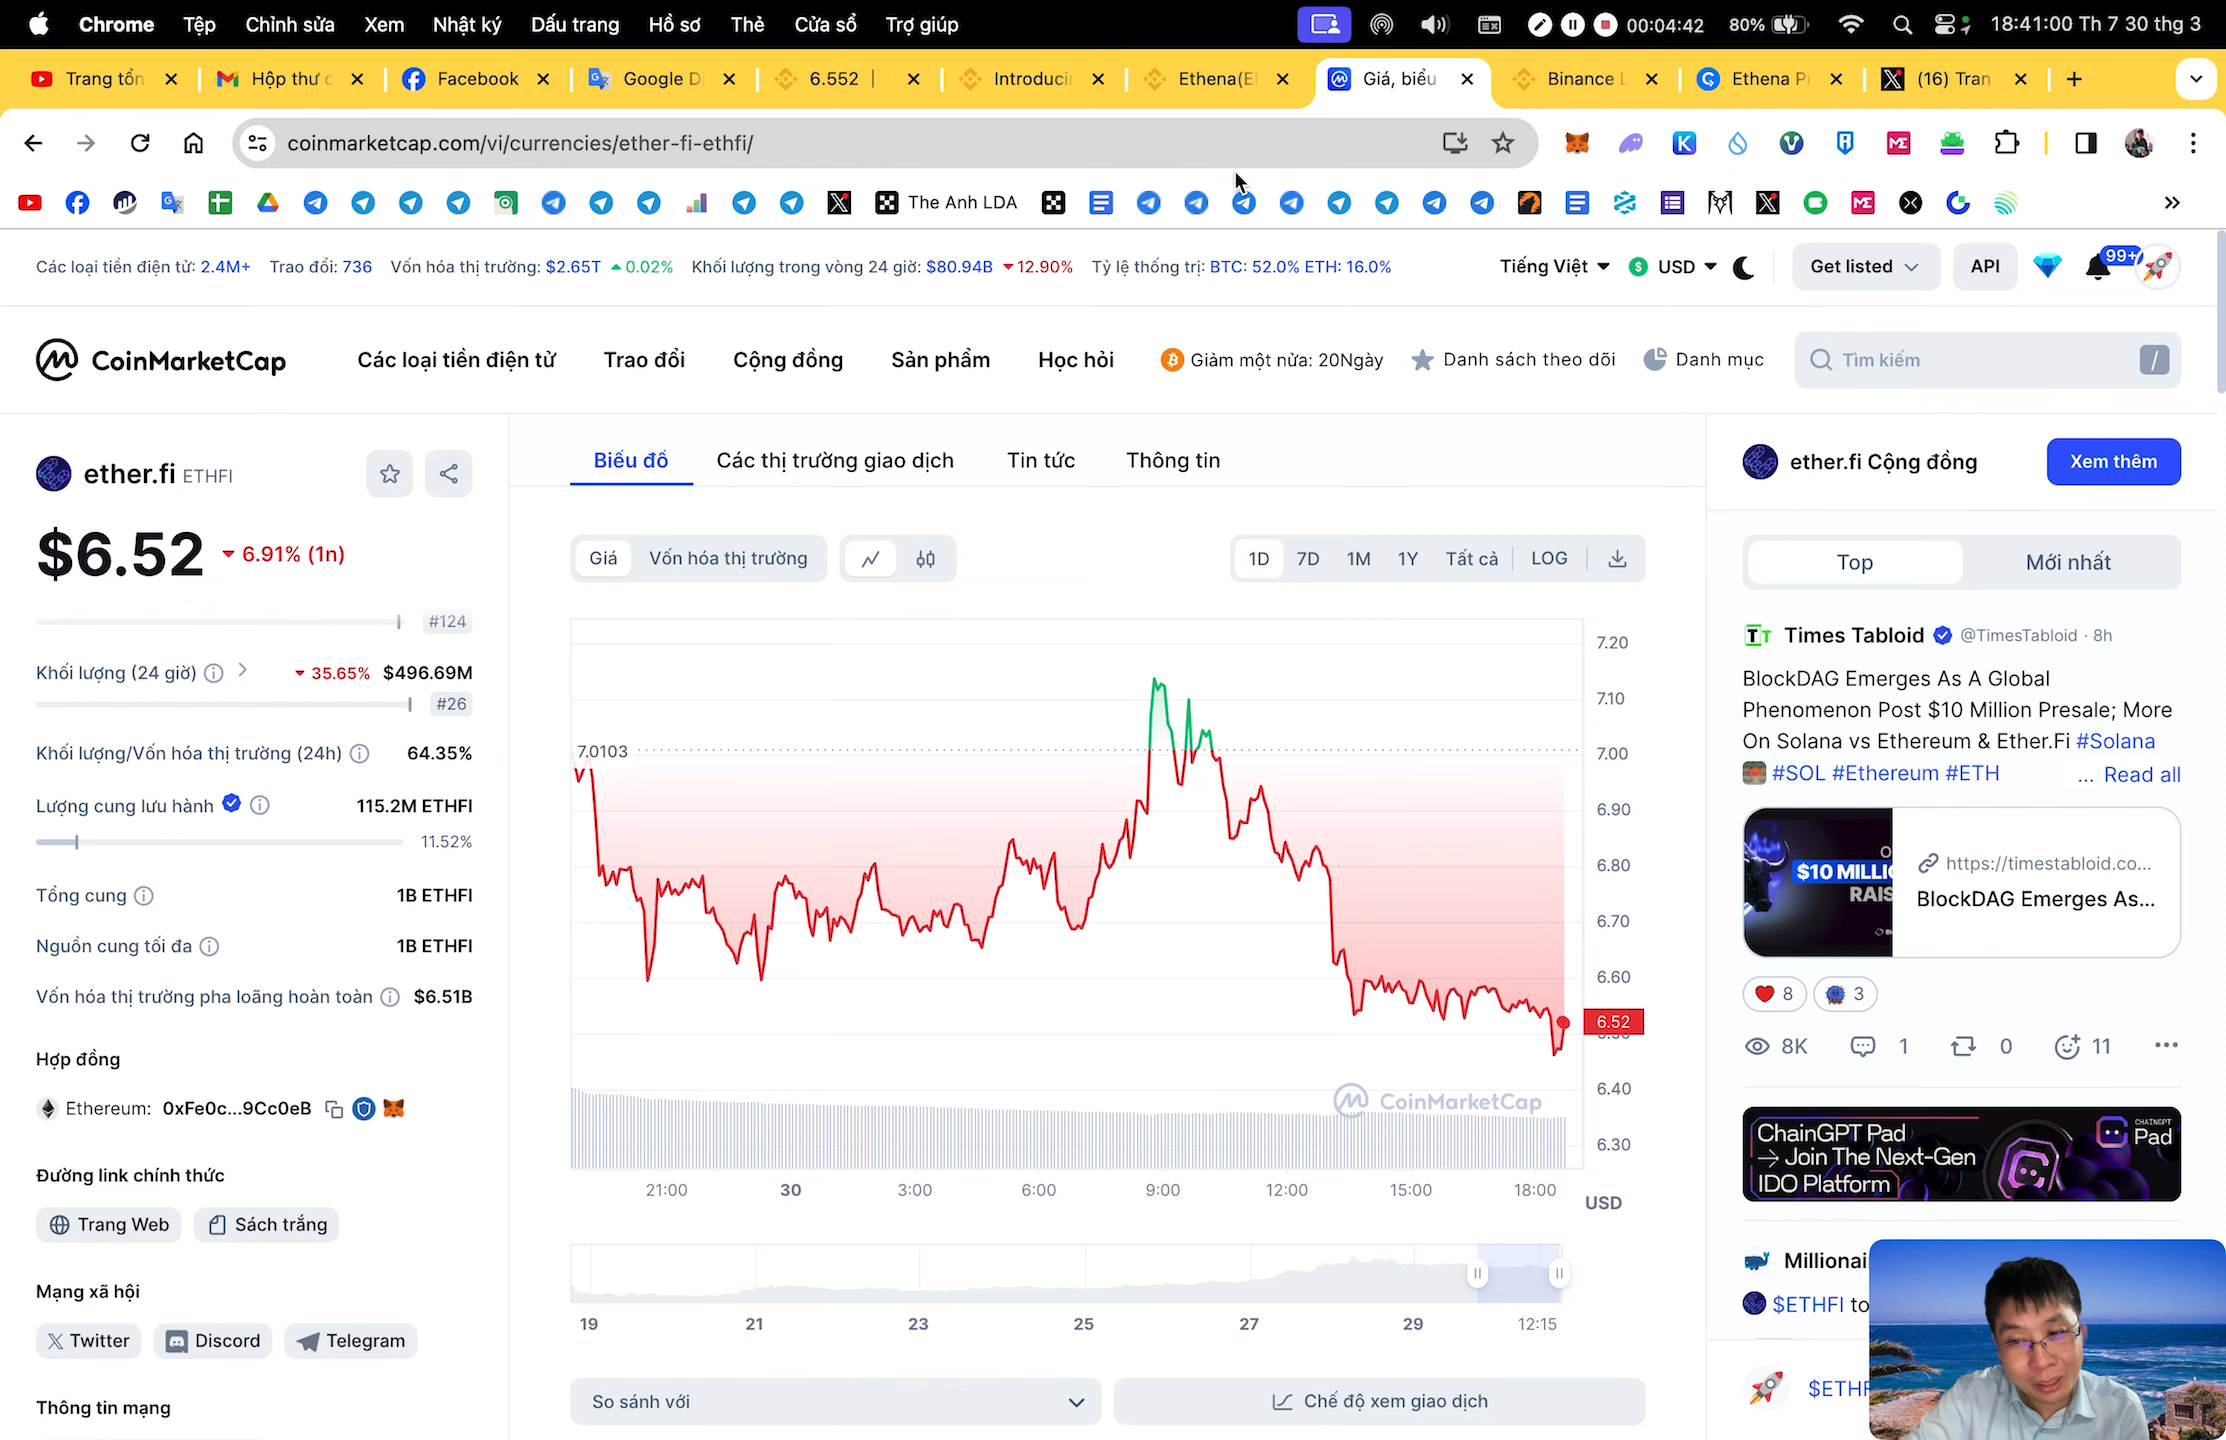 Chrome Tệp Chỉnh sửa Xem Nhật ký Dấu trang Hồ sơ Thẻ Cửa sổ Trợ giúp 00:04:42 80% 18:41:00 Th 7 30 thg 3
Trang tổn Hộp thư Facebook Google D 6.552 | Introducin Ethena(E Giá, biểu Binance L Ethena Pr (16) Tran
coinmarketcap.com/vi/currencies/ether-fi-ethfi/
The Anh LDA
Các loại tiền điện tử: 2.4M+ Trao đổi: 736 Vốn hóa thị trường: $2.65T 0.02% Khối lượng trong vòng 24 giờ: $80.94B 12.90% Tỷ lệ thống trị: BTC: 52.0% ETH: 16.0% Tiếng Việt USD Get listed API 99+
CoinMarketCap Các loại tiền điện tử Trao đổi Cộng đồng Sản phẩm Học hỏi Giảm một nửa: 20Ngày Danh sách theo dõi Danh mục Tìm kiếm /
ether.fi ETHFI
$6.52 6.91% (1n)
#124
Khối lượng (24 giờ) 35.65% $496.69M
#26
Khối lượng/Vốn hóa thị trường (24h) 64.35%
Lượng cung lưu hành 115.2M ETHFI
11.52%
Tổng cung 1B ETHFI
Nguồn cung tối đa 1B ETHFI
Vốn hóa thị trường pha loãng hoàn toàn $6.51B
Hợp đồng
Ethereum: 0xFe0c...9Cc0eB
Đường link chính thức
Trang Web Sách trắng
Mạng xã hội
Twitter Discord Telegram
Thông tin mạng
Biểu đồ Các thị trường giao dịch Tin tức Thông tin
Giá Vốn hóa thị trường 1D 7D 1M 1Y Tất cả LOG
7.20
7.10
7.0103 7.00
6.90
6.80
6.70
6.60
6.52
6.40
CoinMarketCap
6.30
21:00 30 3:00 6:00 9:00 12:00 15:00 18:00 USD
19 21 23 25 27 29 12:15
So sánh với Chế độ xem giao dịch
ether.fi Cộng đồng Xem thêm
Top Mới nhất
Times Tabloid @TimesTabloid · 8h
BlockDAG Emerges As A Global
Phenomenon Post $10 Million Presale; More
On Solana vs Ethereum & Ether.Fi #Solana
#SOL #Ethereum #ETH ... Read all
$10 MILLI
RAIS
https://timestabloid.co...
BlockDAG Emerges As...
8 3
8K 1 0 11
ChainGPT Pad
→ Join The Next-Gen
IDO Platform
CHAINGPT
Pad
Millionai
$ETHFI to
$ETHF